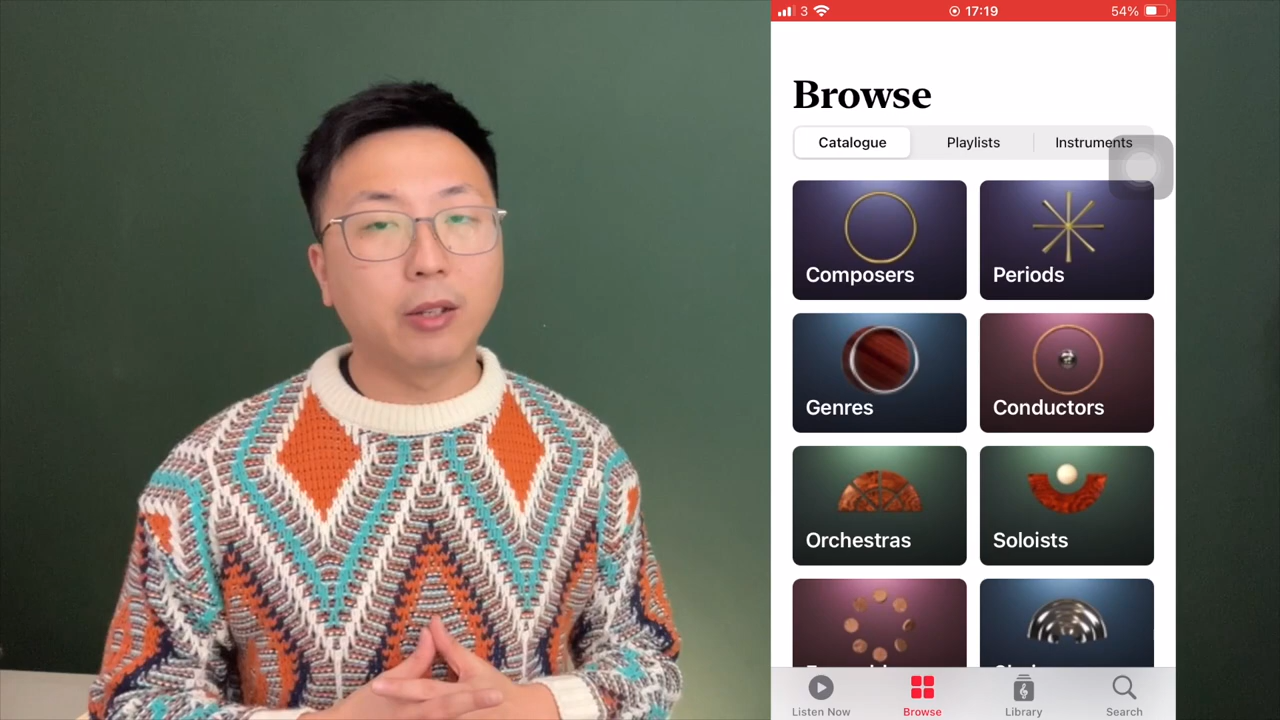 3 17:19 54%
Browse
Catalogue Playlists Instruments
Composers Periods
Genres Conductors
Orchestras Soloists
Listen Now Browse Library Search